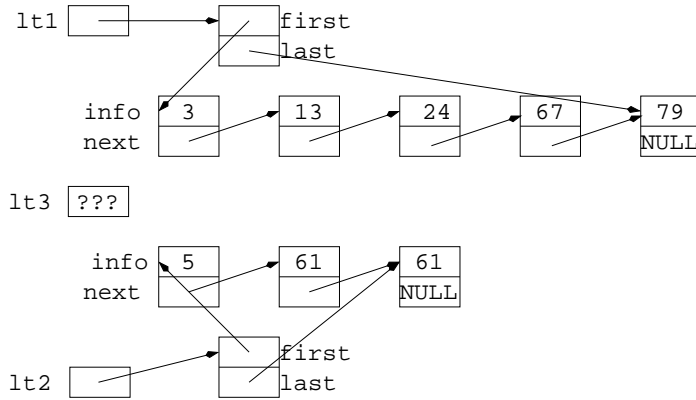 lt1 first
last
info 3 13 24 67 79
next NULL
lt3 ???
info 5 61 61
next NULL
first
lt2 last